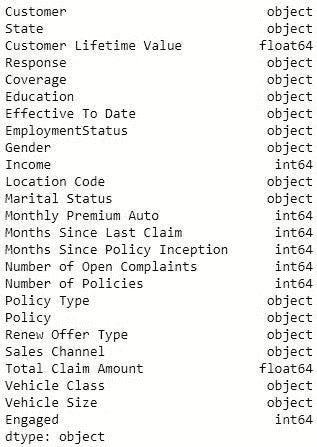 Customer object
State object
Customer Lifetime Value float64
Response object
Coverage object
Education object
Effective To Date object
EmploymentStatus object
Gender object
Income int64
Location Code object
Marital Status object
Monthly Premium Auto int64
Months Since Last Claim int64
Months Since Policy Inception int64
Number of Open Complaints int64
Number of Policies int64
Policy Type object
Policy object
Renew Offer Type object
Sales Channel object
Total Claim Amount float64
Vehicle Class object
Vehicle Size object
Engaged int64
dtype: object